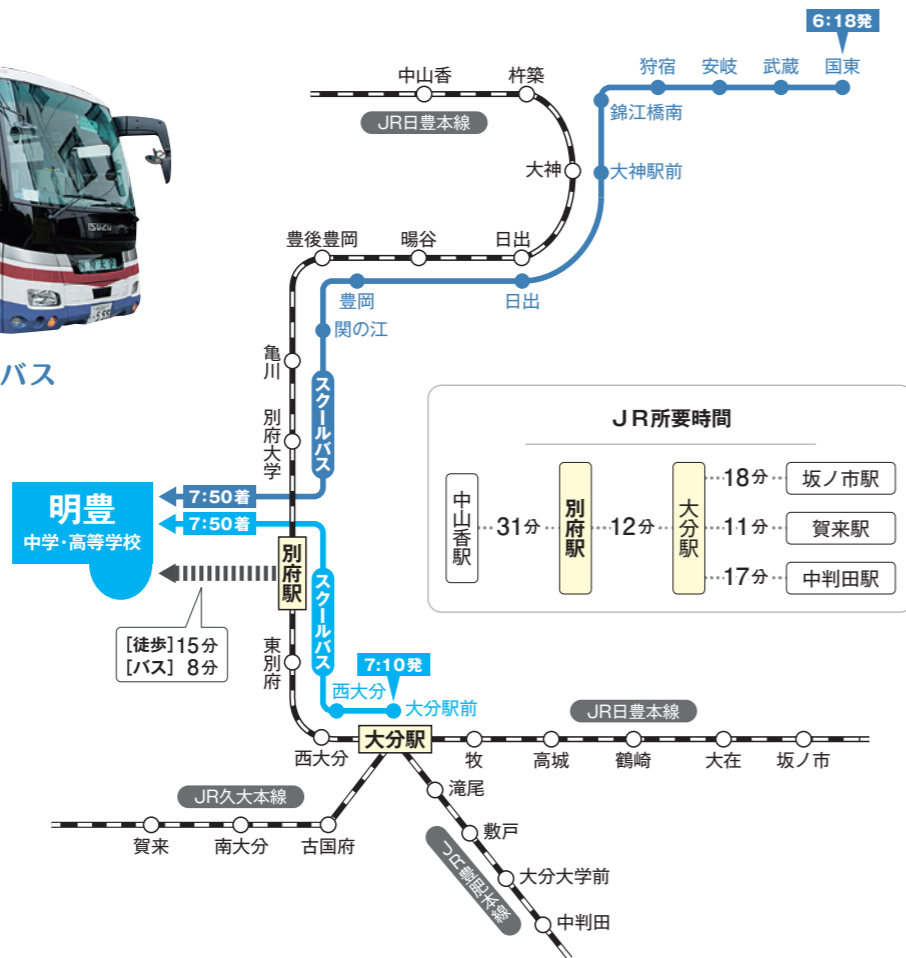 6:18発
中山香
杵築
狩宿
安岐
武蔵
国東
JR日豊本線
錦江橋南
大神
大神駅前
ISUZU
豊後豊岡
暘谷
日出
豊岡
日出
関の江
バス
亀川
スクールバス
別府大学
JR所要時間
中山香駅
31分
別府駅
12分
大分駅
18分
坂ノ市駅
11分
賀来駅
17分
中判田駅
明豊
中学・高等学校
7:50着
7:50着
別府駅
スクールバス
[徒歩]15分
[バス] 8分
東別府
7:10発
西大分
大分駅前
JR日豊本線
西大分
大分駅
牧
高城
鶴崎
大在
坂ノ市
JR久大本線
滝尾
賀来
南大分
古国府
敷戸
JR豊肥本線
大分大学前
中判田